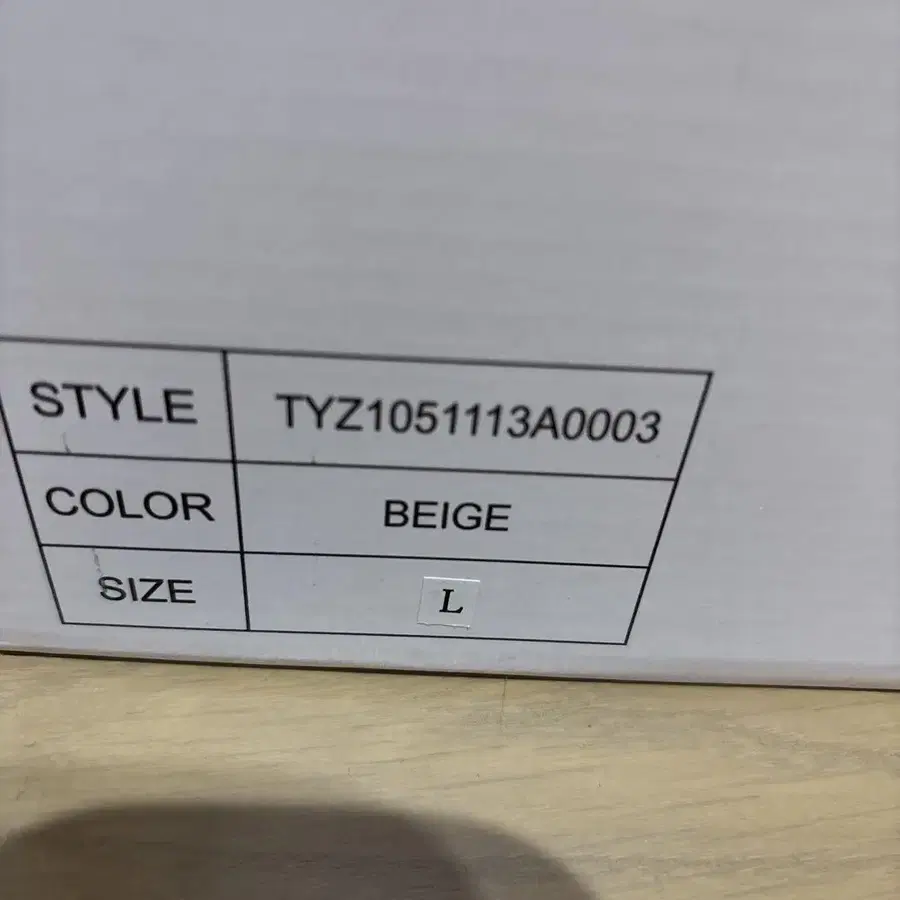 STYLE TYZ1051113A0003
COLOR BEIGE
SIZE L